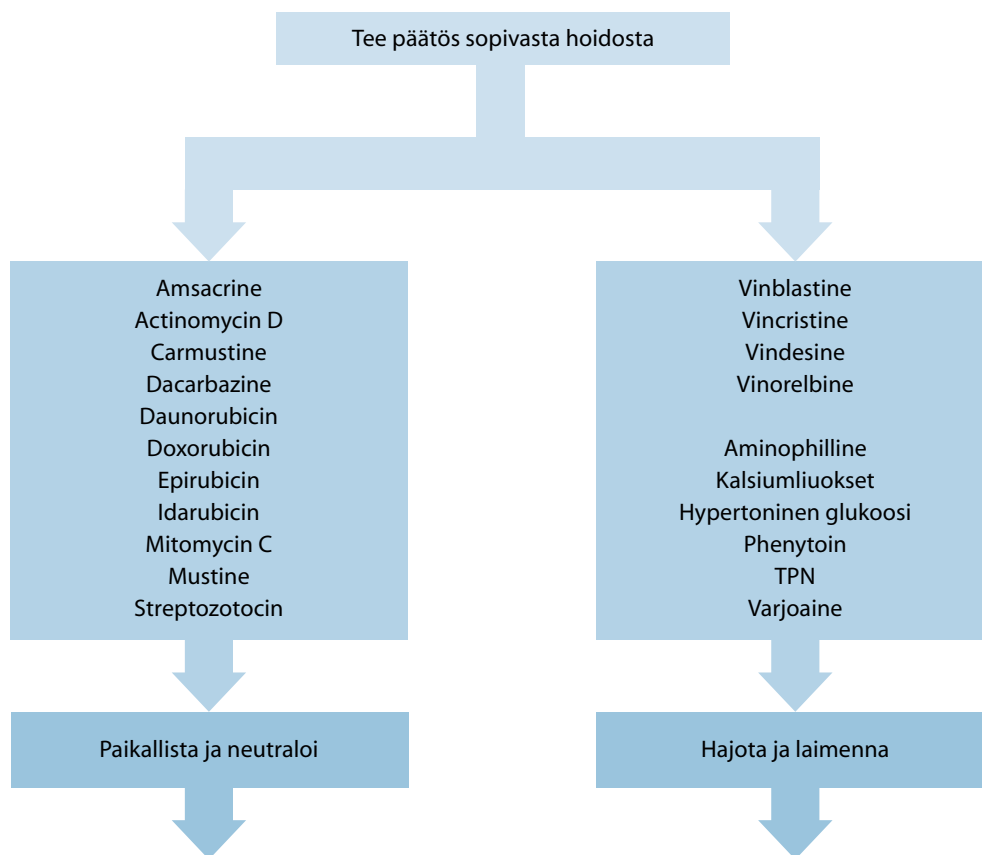 Tee päätös sopivasta hoidosta
Amsacrine
Actinomycin D
Carmustine
Dacarbazine
Daunorubicin
Doxorubicin
Epirubicin
Idarubicin
Mitomycin C
Mustine
Streptozotocin
Vinblastine
Vincristine
Vindesine
Vinorelbine
Aminophilline
Kalsiumliuokset
Hypertoninen glukoosi
Phenytoin
TPN
Varjoaine
Paikallista ja neutraloi
Hajota ja laimenna